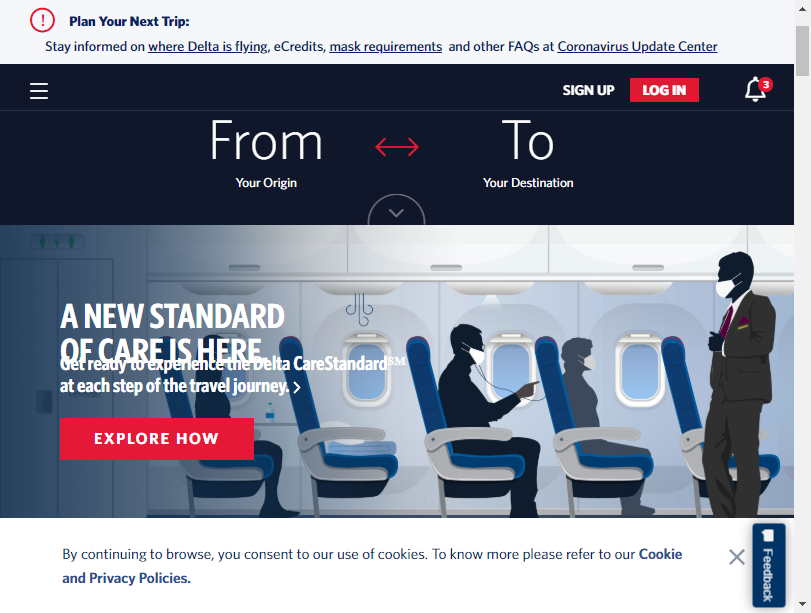 Plan Your Next Trip:
Stay informed on where Delta is flying, eCredits, mask requirements and other FAQs at Coronavirus Update Center
SIGN UP
LOG IN
3
From
To
Your Origin
Your Destination
A NEW STANDARD
OF CARE IS HERE.
Get ready to experience the Delta CareStandard℠
at each step of the travel journey.
EXPLORE HOW
By continuing to browse, you consent to our use of cookies. To know more please refer to our Cookie
and Privacy Policies.
Feedback